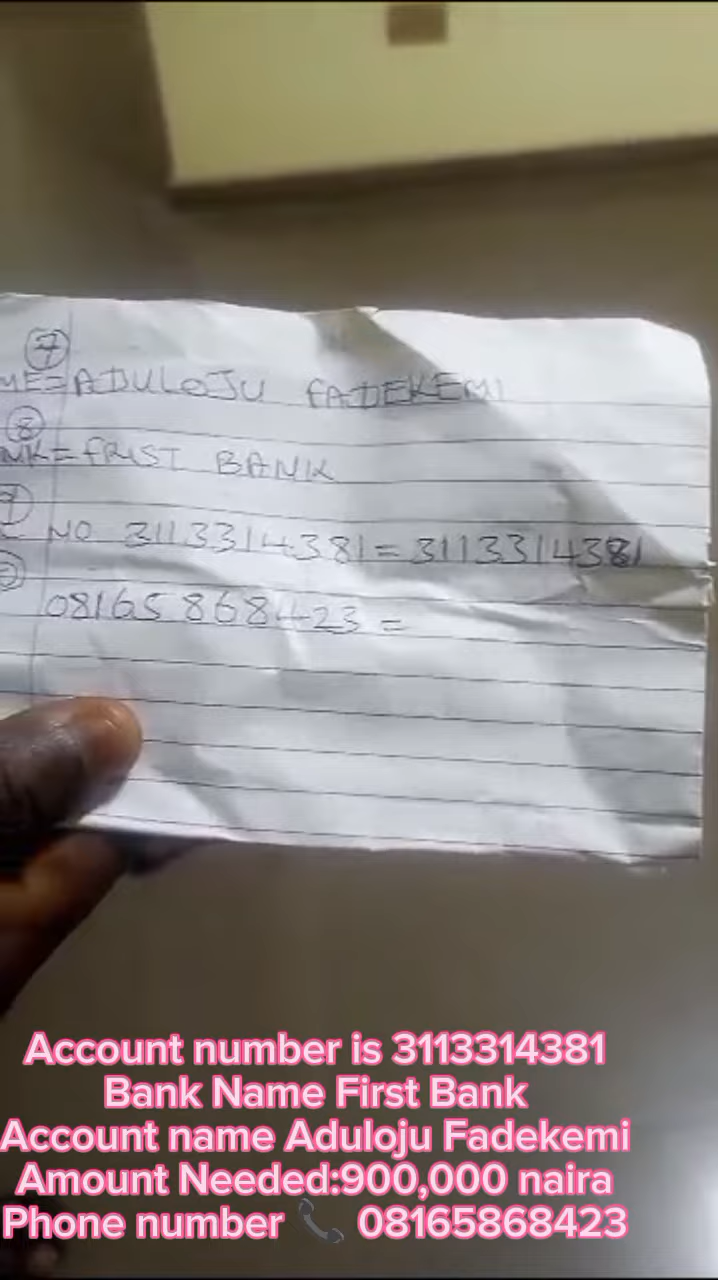 7
ME=ADULOJU FADEKEMI
8
NK=FRIST BANK
NO 3113314381=3113314381
08165868423=
Account number is 3113314381
Bank Name First Bank
Account name Aduloju Fadekemi
Amount Needed:900,000 naira
Phone number 📞 08165868423